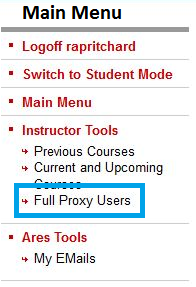 Main Menu
Logoff rapritchard
Switch to Student Mode
Main Menu
Instructor Tools
Previous Courses
Current and Upcoming
Courses
Full Proxy Users
Ares Tools
My EMails